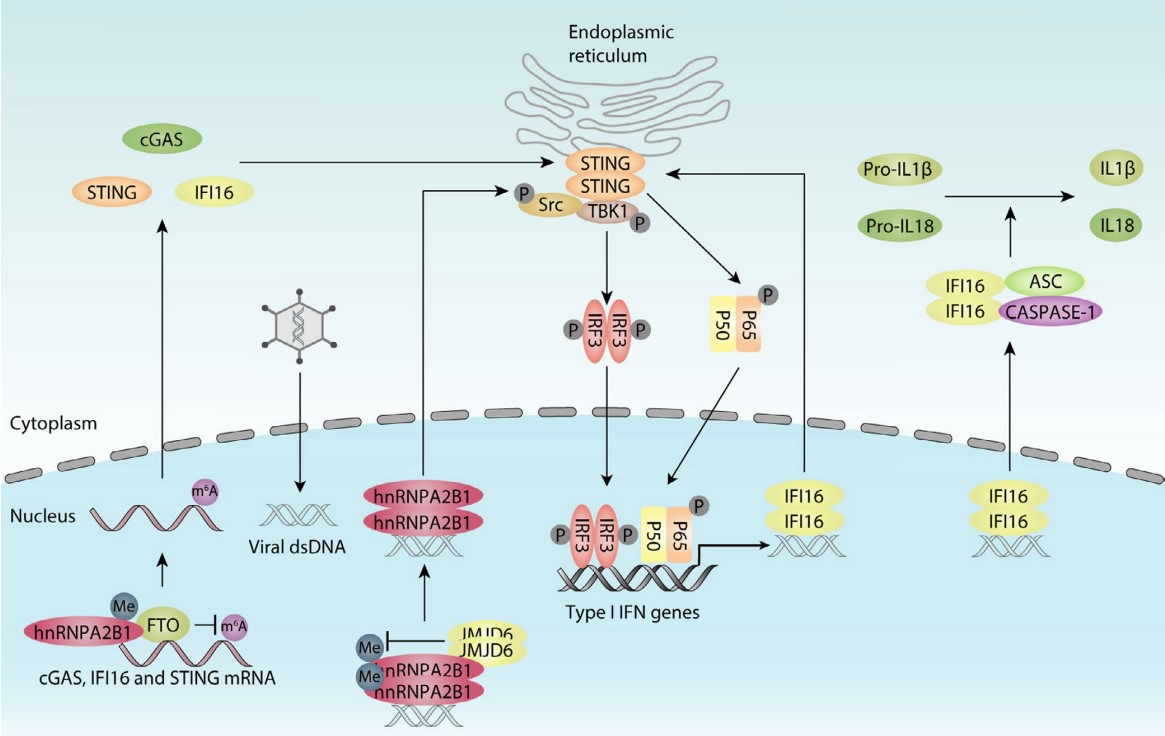 Endoplasmic
reticulum
cGAS
STING
IFI16
STING
STING
P
Src
TBK1
P
Pro-IL1β
IL1β
Pro-IL18
IL18
IFI16
ASC
IFI16
CASPASE-1
P
IRF3
IRF3
P
P50
P65
P
Cytoplasm
Nucleus
m⁶A
Viral dsDNA
hnRNPA2B1
hnRNPA2B1
P
IRF3
IRF3
P
P50
P65
P
Type I IFN genes
IFI16
IFI16
IFI16
IFI16
Me
hnRNPA2B1
FTO
m⁶A
cGAS, IFI16 and STING mRNA
Me
JMJD6
JMJD6
Me
hnRNPA2B1
hnRNPA2B1